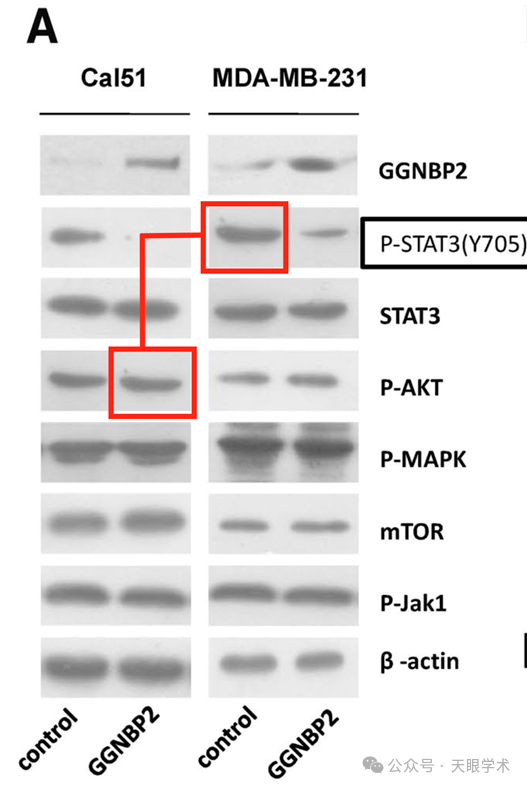 A
Cal51 MDA-MB-231
GGNBP2
P-STAT3(Y705)
STAT3
P-AKT
P-MAPK
mTOR
P-Jak1
β -actin
control GGNBP2 control GGNBP2
公众号 · 天眼学术